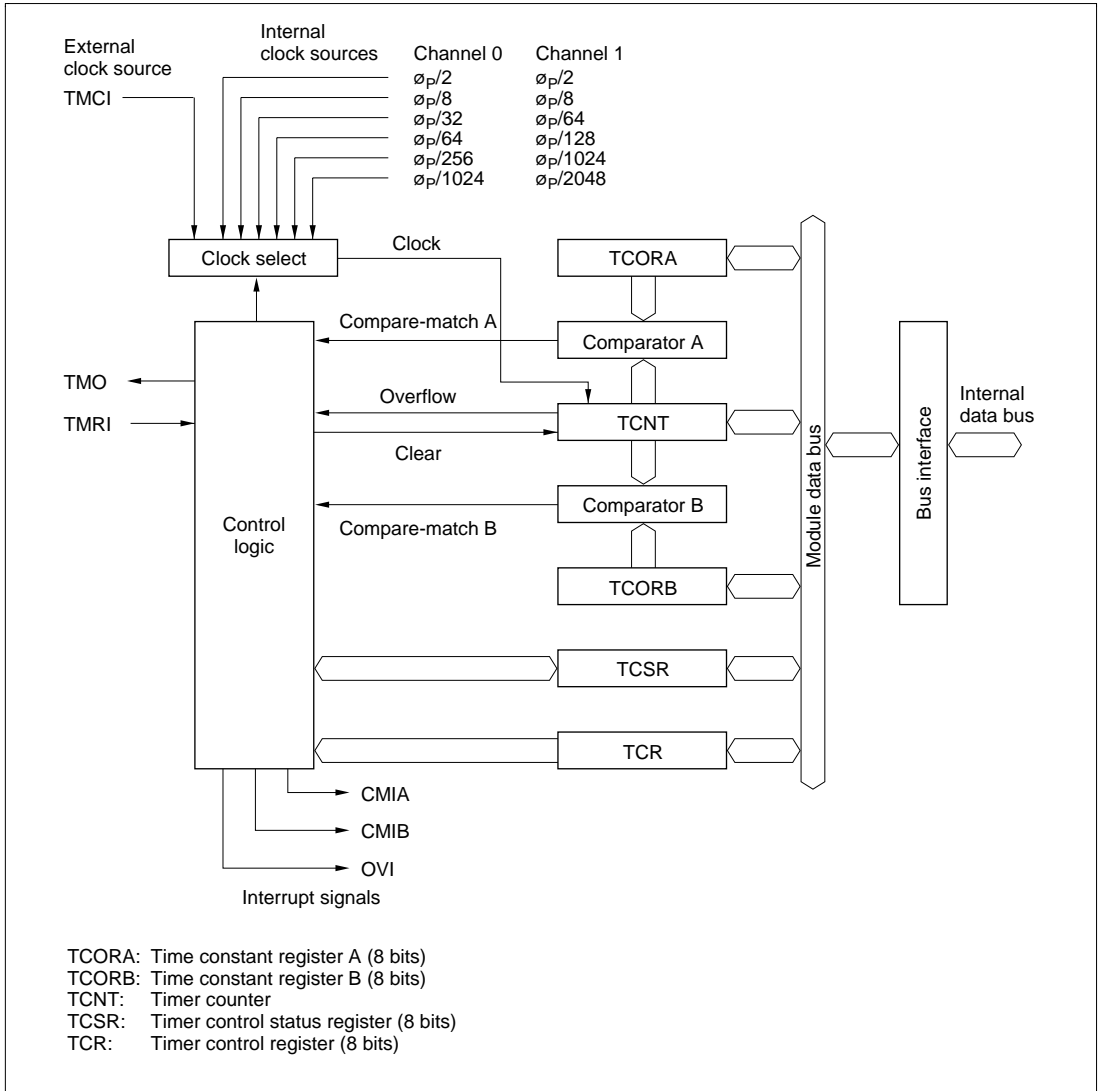 External
clock source
TMCI
Internal
clock sources
Channel 0
Channel 1
øP/2
øP/2
øP/8
øP/8
øP/32
øP/64
øP/64
øP/128
øP/256
øP/1024
øP/1024
øP/2048
Clock select
Clock
TCORA
Compare-match A
Comparator A
TMO
TMRI
Overflow
TCNT
Clear
Module data bus
Bus interface
Internal
data bus
Control
logic
Compare-match B
Comparator B
TCORB
TCSR
TCR
CMIA
CMIB
OVI
Interrupt signals
TCORA: Time constant register A (8 bits)
TCORB: Time constant register B (8 bits)
TCNT: Timer counter
TCSR: Timer control status register (8 bits)
TCR: Timer control register (8 bits)